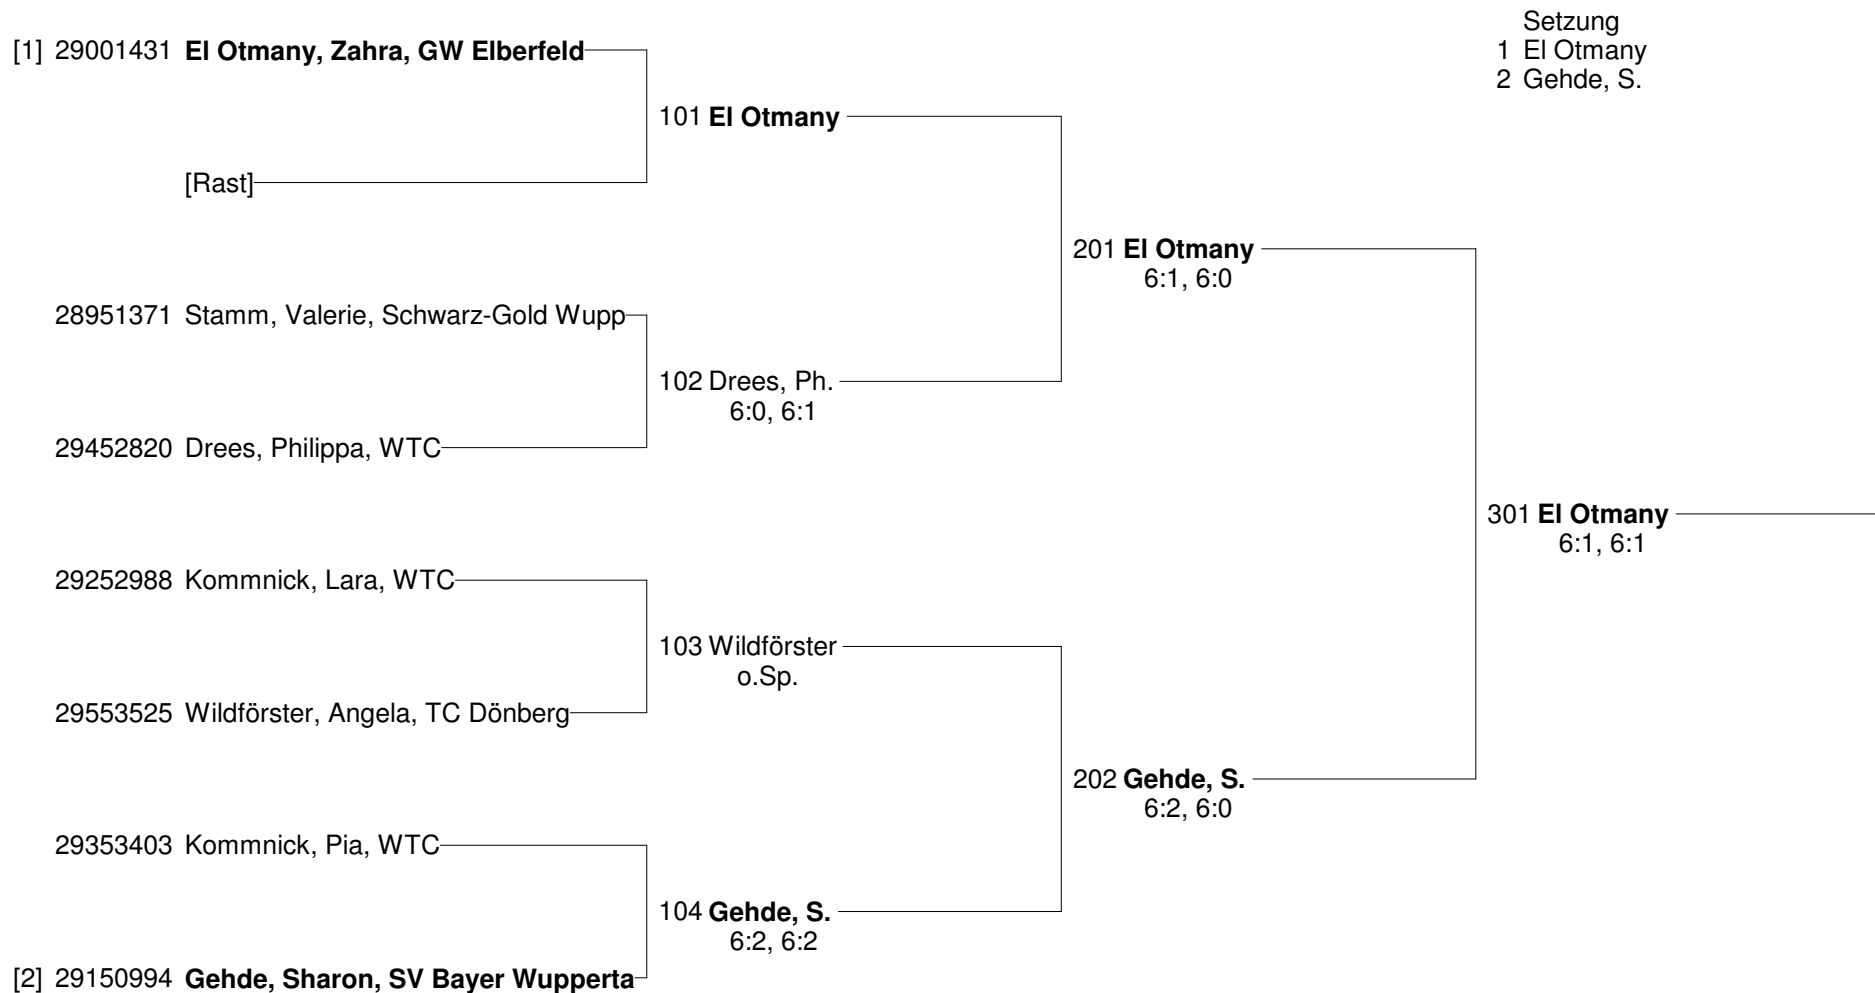 Setzung
1 El Otmany
2 Gehde, S.
[1] 29001431 El Otmany, Zahra, GW Elberfeld
101 El Otmany
[Rast]
201 El Otmany
6:1, 6:0
28951371 Stamm, Valerie, Schwarz-Gold Wupp
102 Drees, Ph.
6:0, 6:1
29452820 Drees, Philippa, WTC
301 El Otmany
6:1, 6:1
29252988 Kommnick, Lara, WTC
103 Wildförster
o.Sp.
29553525 Wildförster, Angela, TC Dönberg
202 Gehde, S.
6:2, 6:0
29353403 Kommnick, Pia, WTC
104 Gehde, S.
6:2, 6:2
[2] 29150994 Gehde, Sharon, SV Bayer Wupperta